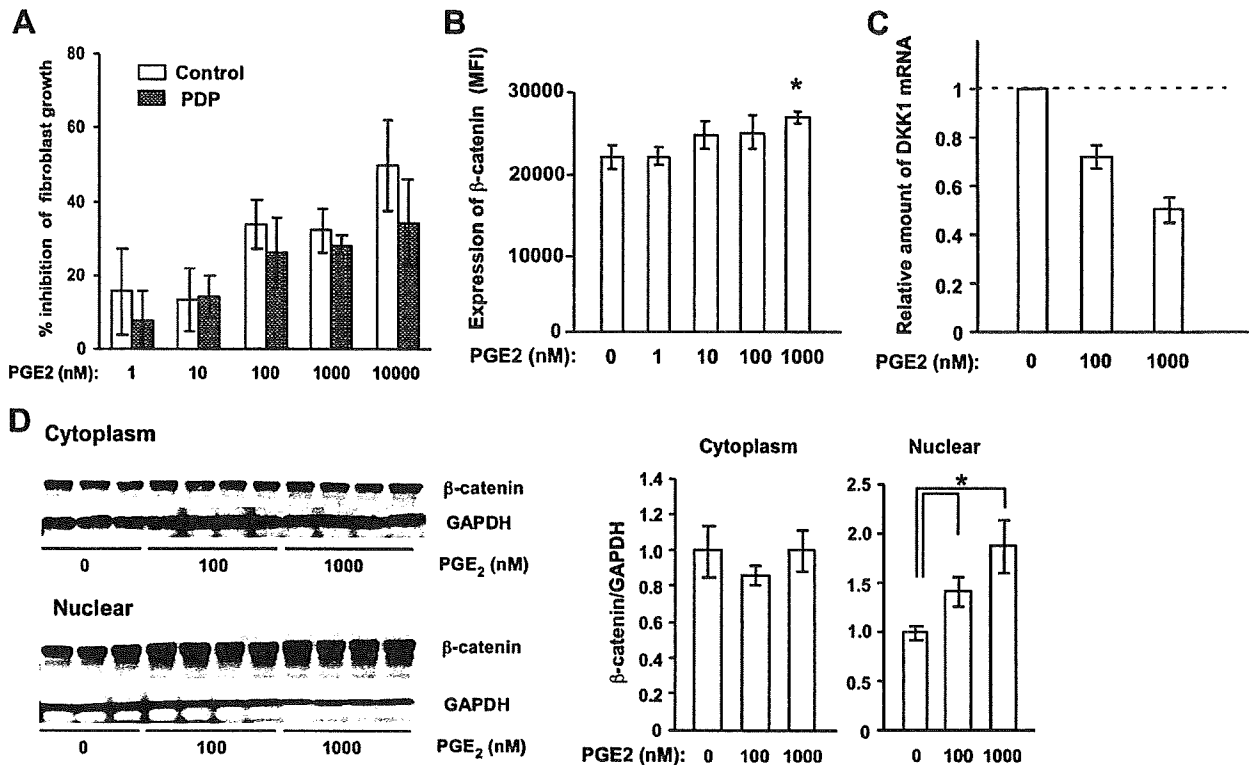 A
% inhibition of fibroblast growth
80
60
40
20
0
Control
PDP
PGE2 (nM): 1 10 100 1000 10000
B
Expression of β-catenin (MFI)
30000
20000
10000
0
*
PGE2 (nM): 0 1 10 100 1000
C
Relative amount of DKK1 mRNA
1
0.8
0.6
0.4
0.2
0
PGE2 (nM): 0 100 1000
D
Cytoplasm
β-catenin
GAPDH
0 100 1000 PGE2 (nM)
Nuclear
β-catenin
GAPDH
0 100 1000 PGE2 (nM)
Cytoplasm
β-catenin/GAPDH
1.4
1.2
1.0
0.8
0.6
0.4
0.2
0
PGE2 (nM): 0 100 1000
Nuclear
2.5
2.0
1.5
1.0
0.5
0
*
0 100 1000